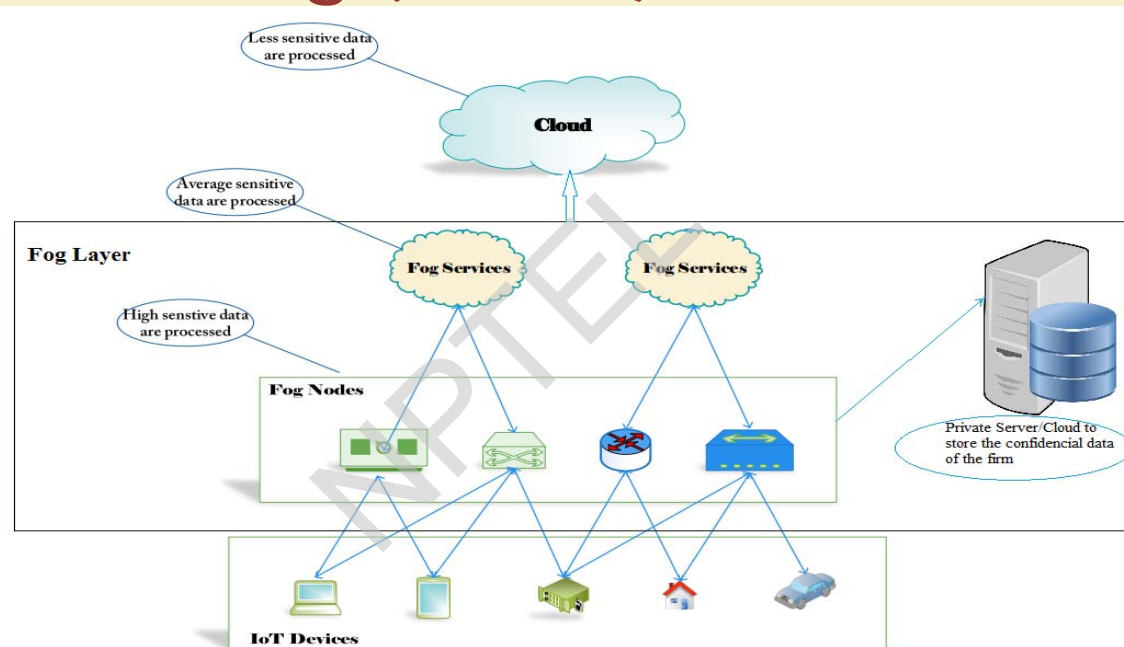 Less sensitive data
are processed
Cloud
Average sensitive
data are processed
Fog Layer
Fog Services
Fog Services
High senstive data
are processed
Fog Nodes
Private Server/Cloud to
store the confidencial data
of the firm
IoT Devices
NPTEL